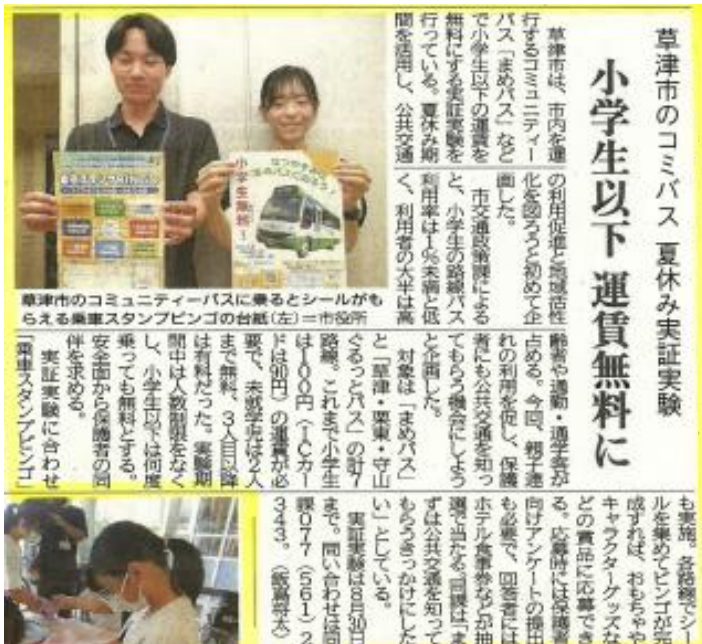 草津市のコミバス 夏休み実証実験
小学生以下 運賃無料に
草津市は、市内を運
行するコミュニティー
バス「まめバス」など
で小学生以下の運賃を
無料にする実証実験を
行っている。夏休み期
間を活用し、公共交通
の利用促進と地域活性
化を図ろうと初めて企
画した。
市交通政策課による
と、小学生の路線バス
利用率は1%未満と低
く、利用者の大半は高
齢者や通勤・通学客が
占める。今回、親子連
れの利用を促し、保護
者にも公共交通を知っ
てもらう機会にしよう
と企画した。
対象は「まめバス」
と「草津・栗東・守山
ぐるっとバス」の計7
路線。これまで小学生
は100円(ICカー
ドは90円)の運賃が必
要で、未就学児は2人
まで無料、3人目以降
は有料だった。実験期
間中は人数制限をなく
し、小学生以下は何度
乗っても無料とする。
安全面から保護者の同
伴を求める。
実証実験に合わせ
「乗車スタンプビンゴ」
も実施。各路線でシー
ルを集めてビンゴが完
成すれば、おもちゃや
キャラクターグッズな
どの賞品に応募でき
る。応募時には保護者
向けアンケートの提出
も必要で、回答者には
ホテル食事券などが抽
選で当たる。同課は「ま
ずは公共交通を知って
もらうきっかけにした
い」としている。
実証実験は8月30日
まで。問い合わせは同
課077(561)2
343。
草津市のコミュニティーバスに乗るとシールがも
らえる乗車スタンプビンゴの台紙(左)=市役所
小学生無料!